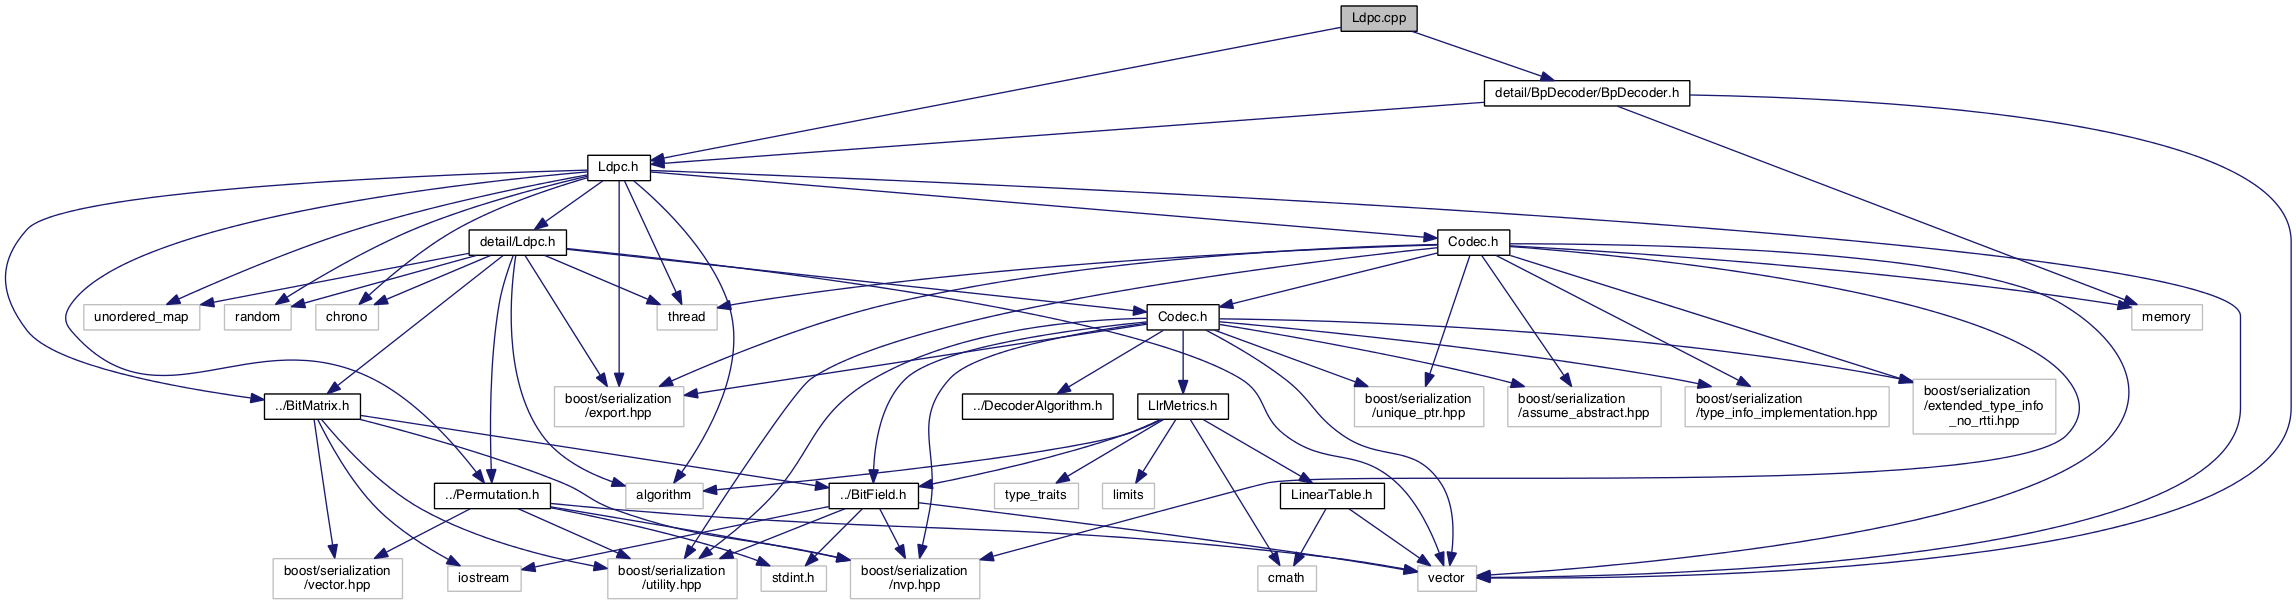 Ldpc.cpp
detail/BpDecoder/BpDecoder.h
Ldpc.h
detail/Ldpc.h
Codec.h
unordered_map
random
chrono
thread
Codec.h
memory
../BitMatrix.h
boost/serialization
/export.hpp
../DecoderAlgorithm.h
LlrMetrics.h
boost/serialization
/unique_ptr.hpp
boost/serialization
/assume_abstract.hpp
boost/serialization
/type_info_implementation.hpp
boost/serialization
/extended_type_info
_no_rtti.hpp
../Permutation.h
algorithm
../BitField.h
type_traits
limits
LinearTable.h
boost/serialization
/vector.hpp
iostream
boost/serialization
/utility.hpp
stdint.h
boost/serialization
/nvp.hpp
cmath
vector